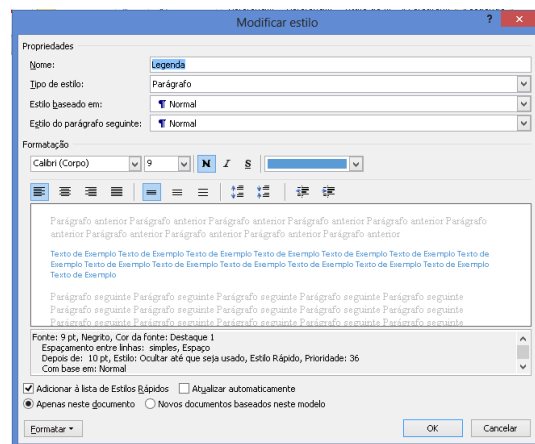 Modificar estilo
? ×
Propriedades
Nome: Legenda
Tipo de estilo: Parágrafo
Estilo baseado em: ¶ Normal
Estilo do parágrafo seguinte: ¶ Normal
Formatação
Calibri (Corpo) 9 N I S
Parágrafo anterior Parágrafo anterior Parágrafo anterior Parágrafo anterior Parágrafo anterior Parágrafo
anterior Parágrafo anterior Parágrafo anterior Parágrafo anterior Parágrafo anterior
Texto de Exemplo Texto de Exemplo Texto de Exemplo Texto de Exemplo Texto de Exemplo Texto de Exemplo Texto de
Exemplo Texto de Exemplo Texto de Exemplo Texto de Exemplo Texto de Exemplo Texto de Exemplo Texto de Exemplo
Texto de Exemplo
Parágrafo seguinte Parágrafo seguinte Parágrafo seguinte Parágrafo seguinte Parágrafo seguinte
Parágrafo seguinte Parágrafo seguinte Parágrafo seguinte Parágrafo seguinte Parágrafo seguinte
Parágrafo seguinte Parágrafo seguinte Parágrafo seguinte Parágrafo seguinte Parágrafo seguinte
Fonte: 9 pt, Negrito, Cor da fonte: Destaque 1
Espaçamento entre linhas: simples, Espaço
Depois de: 10 pt, Estilo: Ocultar até que seja usado, Estilo Rápido, Prioridade: 36
Com base em: Normal
Adicionar à lista de Estilos Rápidos Atualizar automaticamente
Apenas neste documento Novos documentos baseados neste modelo
Formatar OK Cancelar